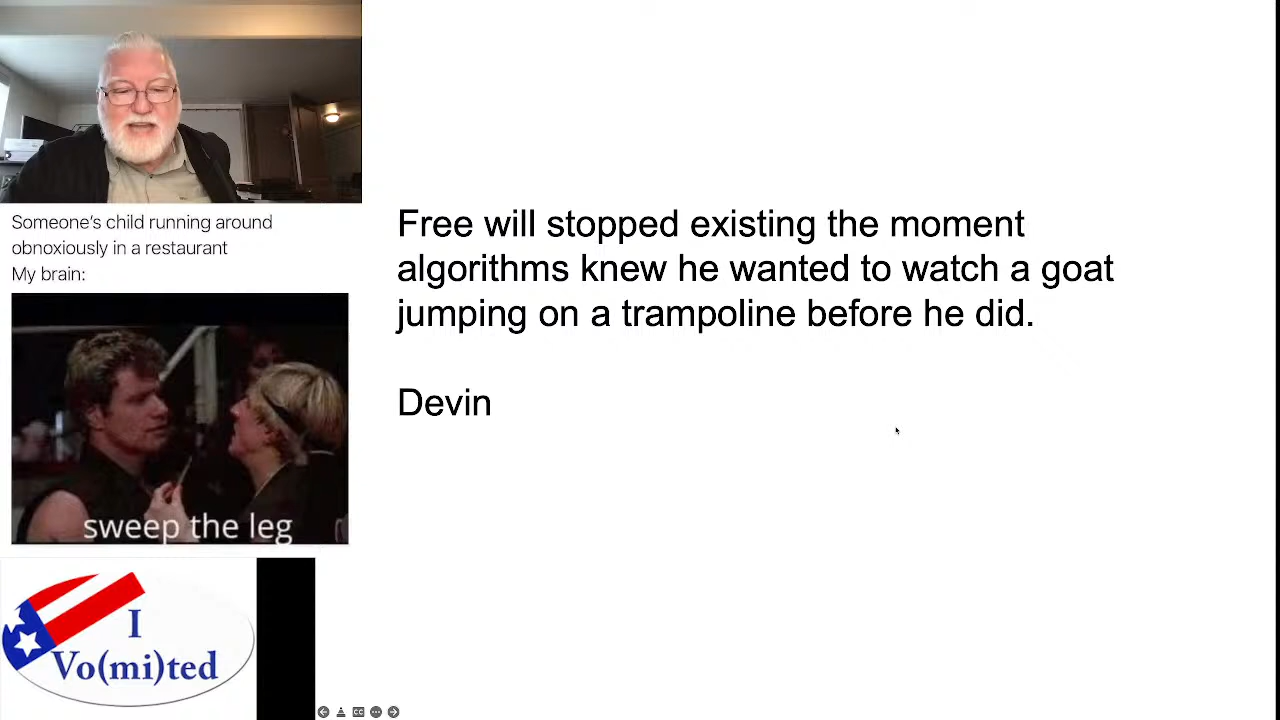 Someone's child running around
obnoxiously in a restaurant
My brain:
sweep the leg
I
Vo(mi)ted
Free will stopped existing the moment
algorithms knew he wanted to watch a goat
jumping on a trampoline before he did.
Devin
CC